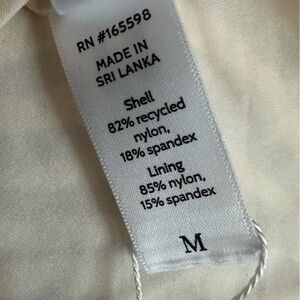 RN #165598
MADE IN
SRI LANKA
Shell
82% recycled
nylon,
18% spandex
Lining
85% nylon,
15% spandex
M